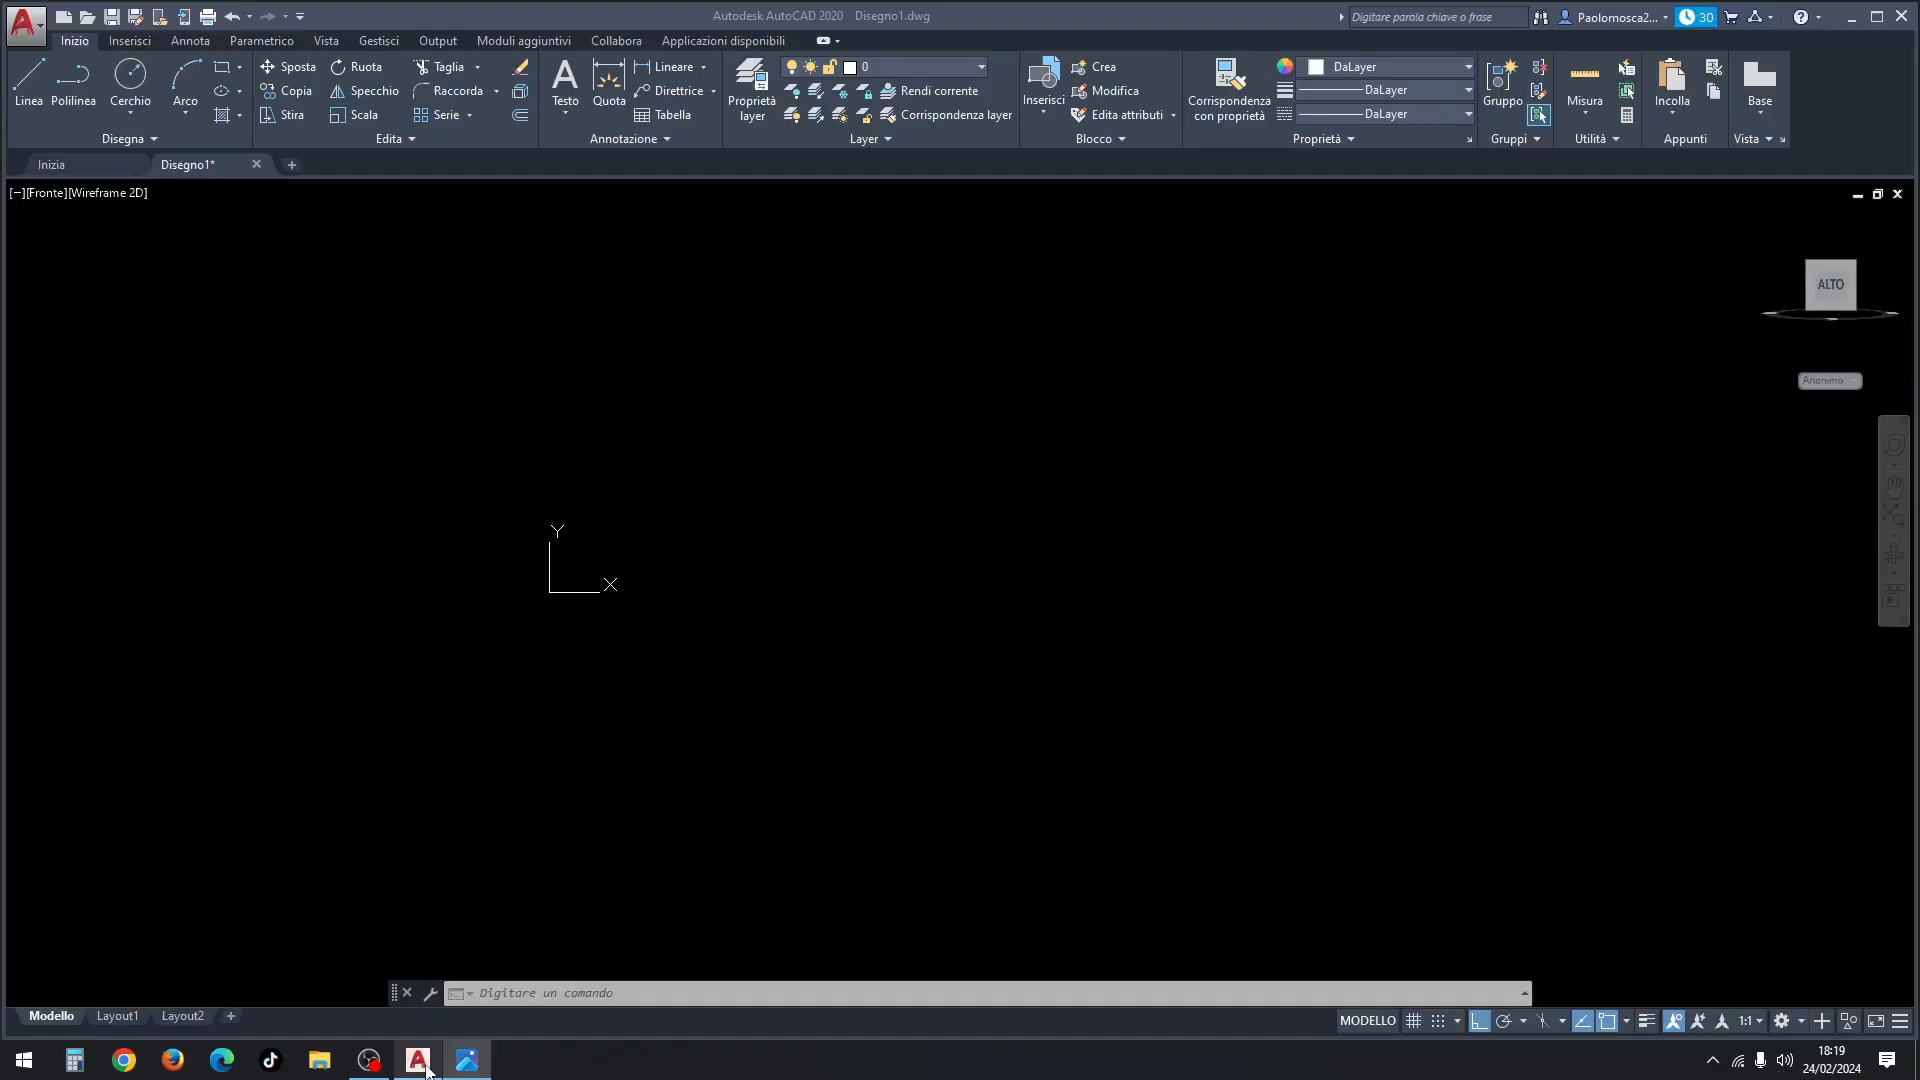 Autodesk AutoCAD 2020 Disegno1.dwg
Digitare parola chiave o frase
Paolomosca2...
30
Inizio Inserisci Annota Parametrico Vista Gestisci Output Moduli aggiuntivi Collabora Applicazioni disponibili
Linea Polilinea Cerchio Arco
Disegna
Sposta Ruota Taglia
Copia Specchio Raccorda
Stira Scala Serie
Edita
Testo Quota
Lineare
Direttrice
Tabella
Annotazione
Proprietà
layer
0
Rendi corrente
Corrispondenza layer
Layer
Inserisci
Crea
Modifica
Edita attributi
Blocco
Corrispondenza
con proprietà
DaLayer
DaLayer
DaLayer
Proprietà
Gruppo
Gruppi
Misura
Utilità
Incolla
Appunti
Base
Vista
Inizia Disegno1*
[−][Fronte][Wireframe 2D]
ALTO
Anonimo
Y
X
Digitare un comando
Modello Layout1 Layout2
MODELLO
1:1
18:19
24/02/2024